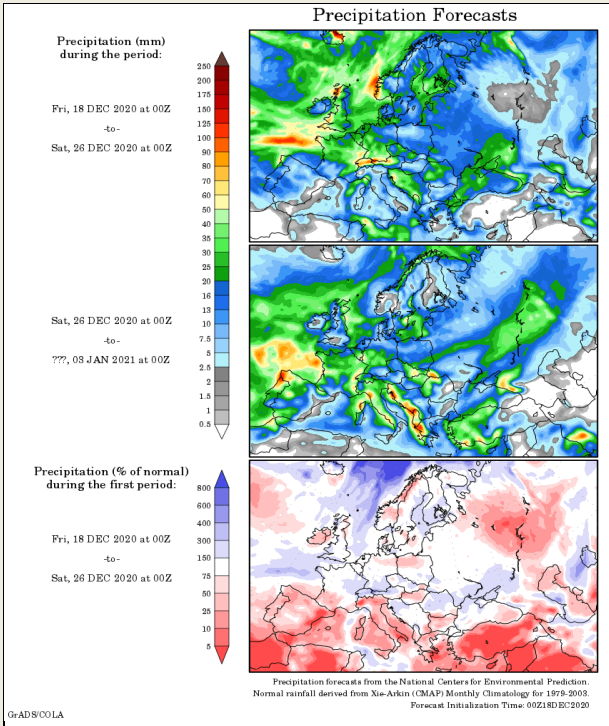 Precipitation Forecasts
Precipitation (mm)
during the period:
Fri, 18 DEC 2020 at 00Z
-to-
Sat, 26 DEC 2020 at 00Z
250
200
175
150
125
100
90
80
70
60
50
40
35
30
25
20
16
13
10
7.5
5
2.5
2
1.5
1
0.5
Sat, 26 DEC 2020 at 00Z
-to-
???, 03 JAN 2021 at 00Z
Precipitation (% of normal)
during the first period:
Fri, 18 DEC 2020 at 00Z
-to-
Sat, 26 DEC 2020 at 00Z
800
600
400
300
150
75
50
25
10
5
Precipitation forecasts from the National Centers for Environmental Prediction.
Normal rainfall derived from Xie-Arkin (CMAP) Monthly Climatology for 1979-2003.
Forecast Initialization Time: 00Z18DEC2020
GrADS/COLA